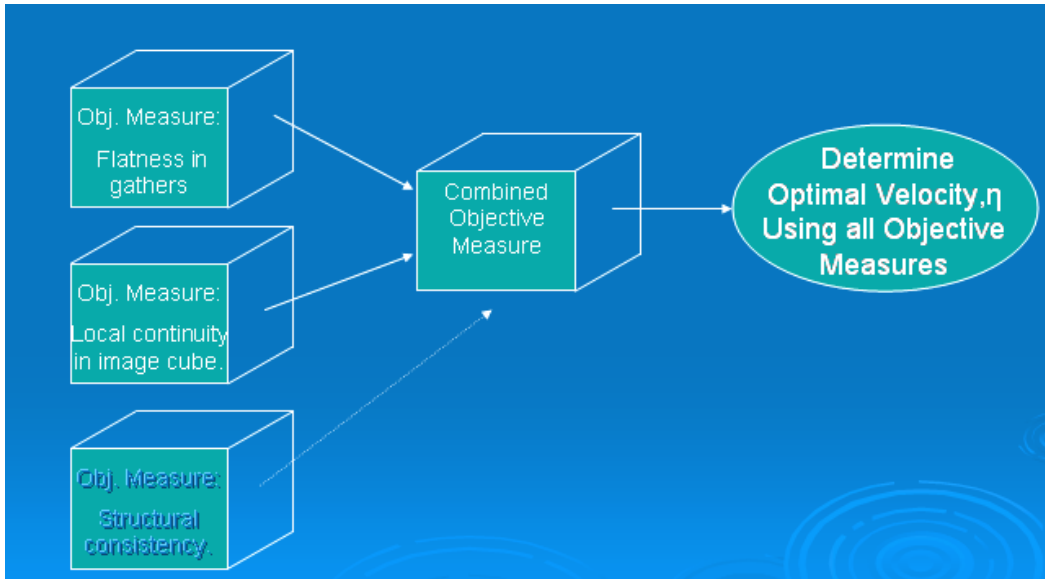 Obj. Measure:
Flatness in
gathers
Obj. Measure:
Local continuity
in image cube.
Obj. Measure:
Structural
consistency.
Combined
Objective
Measure
Determine
Optimal Velocity,η
Using all Objective
Measures